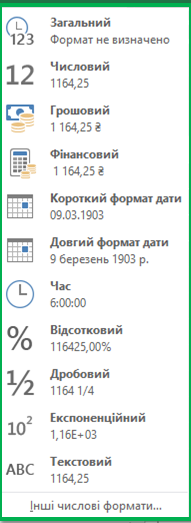 123
Загальний
Формат не визначено
12
Числовий
1164,25
Грошовий
1 164,25 ₴
Фінансовий
1 164,25 ₴
Короткий формат дати
09.03.1903
Довгий формат дати
9 березень 1903 р.
Час
6:00:00
%
Відсотковий
116425,00%
½
Дробовий
1164 1/4
10²
Експоненційний
1,16E+03
ABC
Текстовий
1164,25
Інші числові формати...